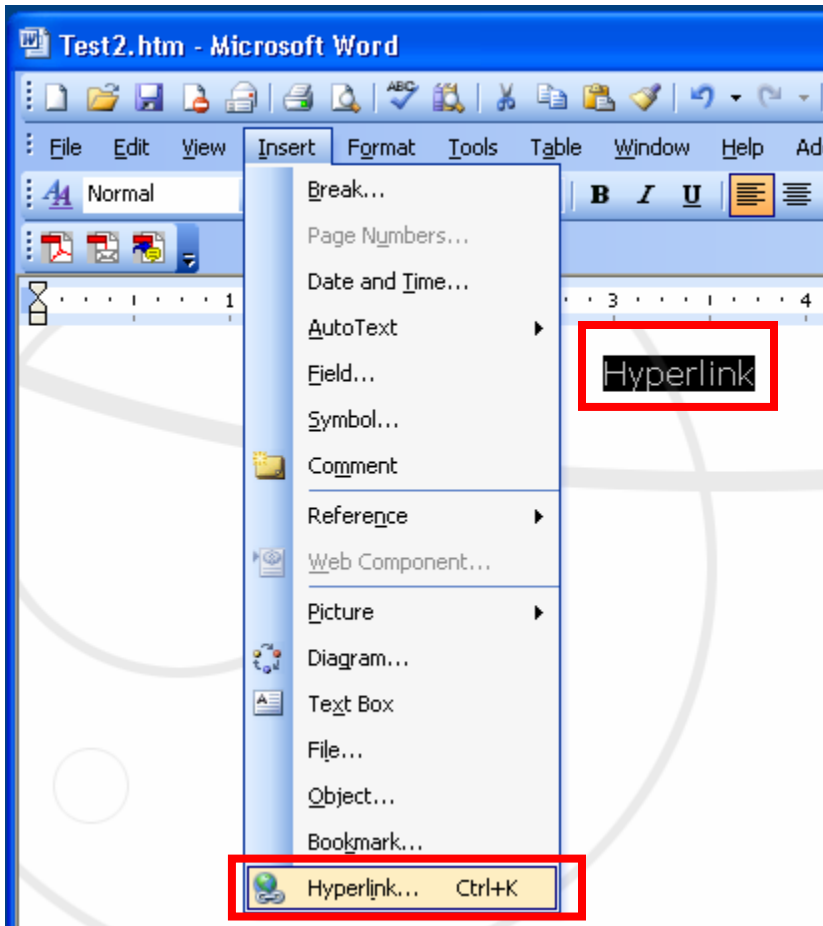 Test2.htm - Microsoft Word
ABC
File Edit View Insert Format Tools Table Window Help Ad
Normal B I U
Break...
Page Numbers...
Date and Time...
1 3 4
AutoText
Hyperlink
Field...
Symbol...
Comment
Reference
Web Component...
Picture
Diagram...
Text Box
File...
Object...
Bookmark...
Hyperlink... Ctrl+K